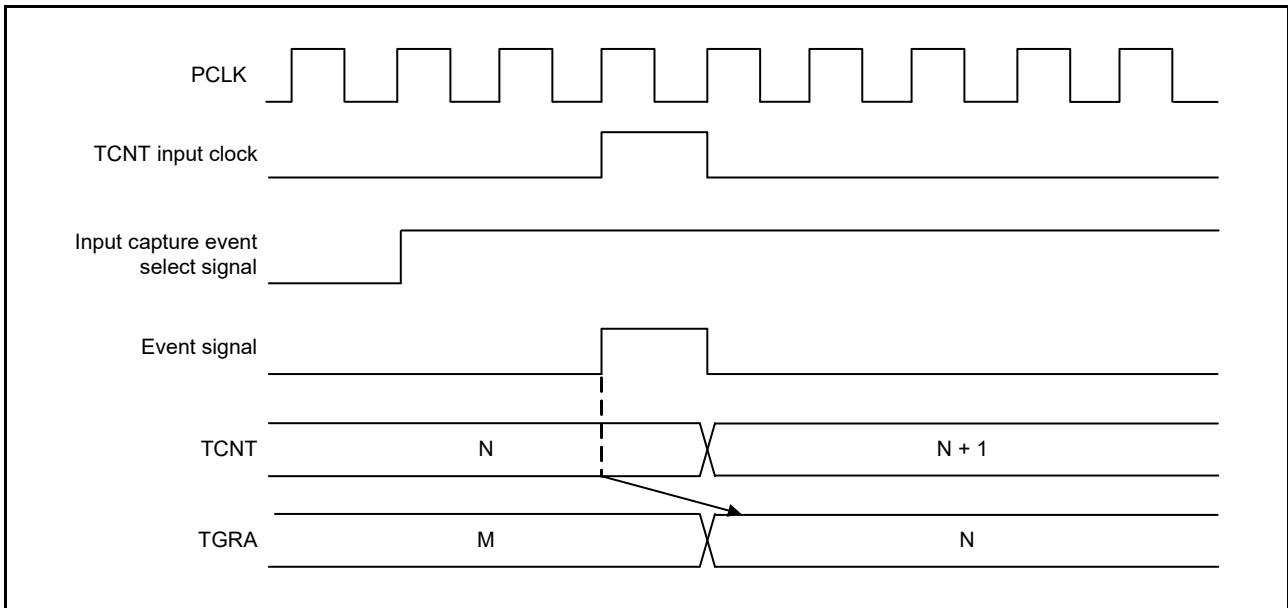 PCLK
TCNT input clock
Input capture event
select signal
Event signal
TCNT
N
N + 1
TGRA
M
N